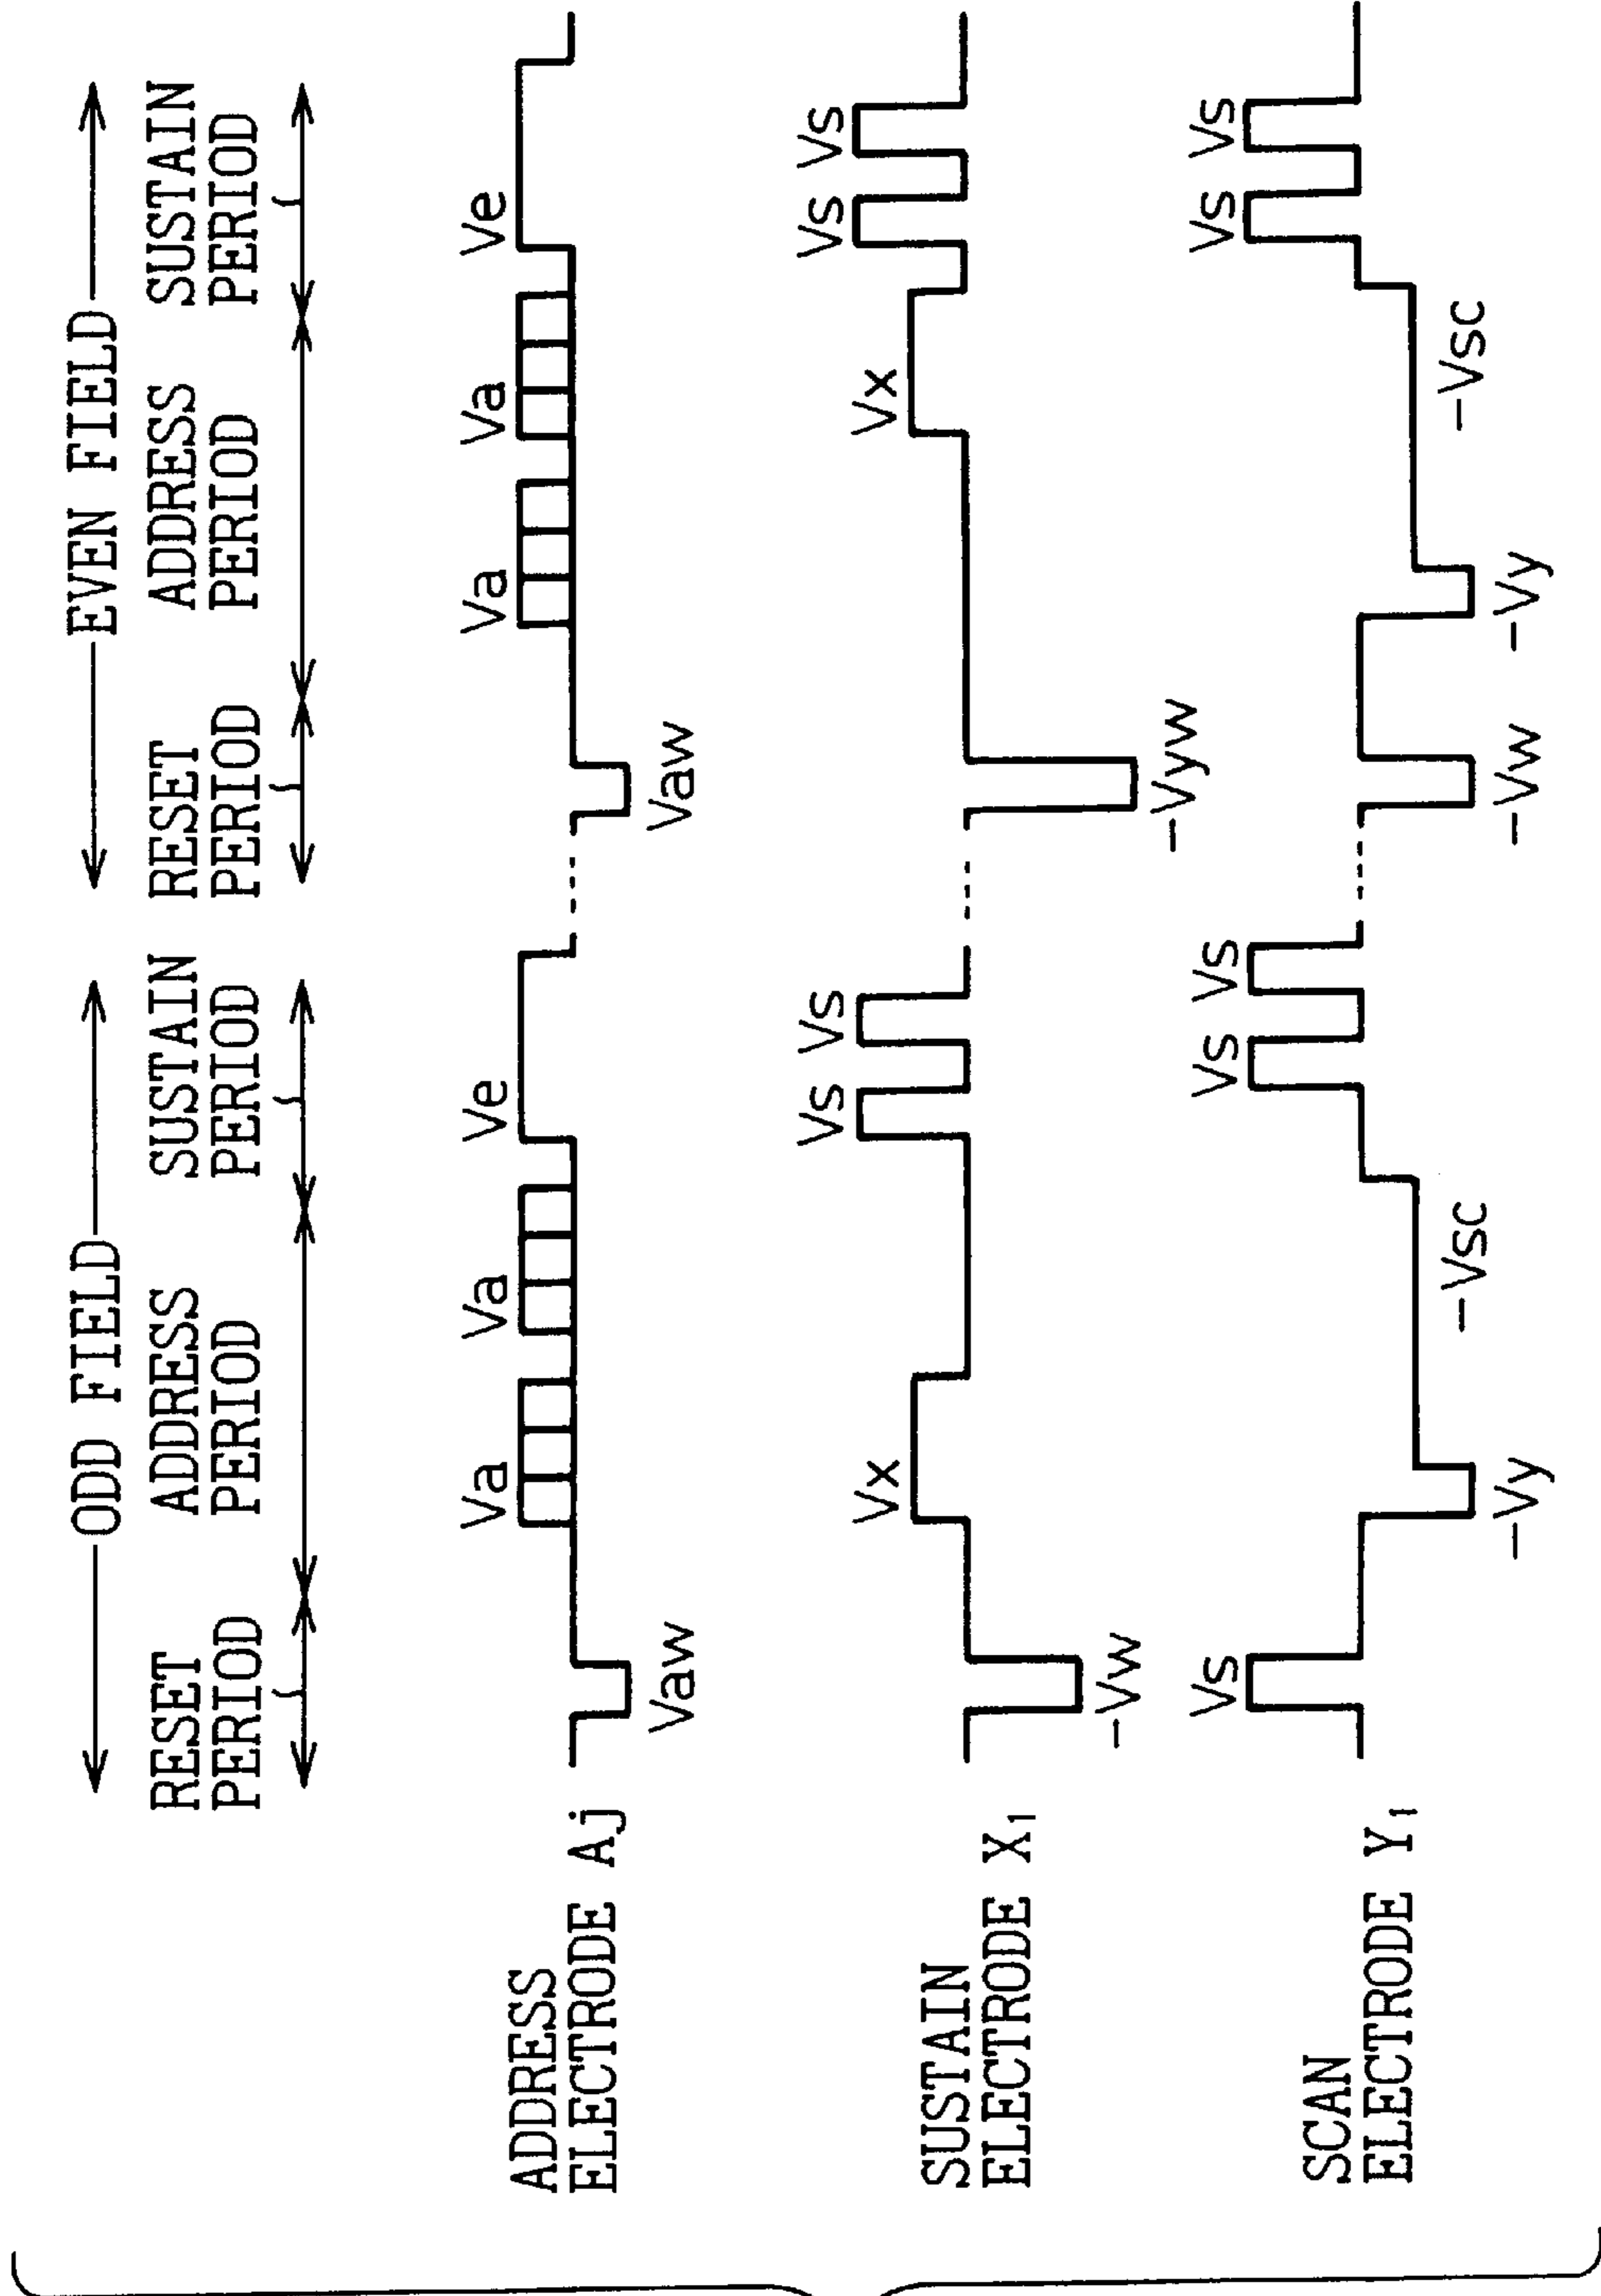 ODD FIELD
EVEN FIELD
RESET
PERIOD
ADDRESS
PERIOD
SUSTAIN
PERIOD
RESET
PERIOD
ADDRESS
PERIOD
SUSTAIN
PERIOD
ADDRESS
ELECTRODE Aj
Vaw
Va
Va
Ve
Vaw
Va
Va
Ve
SUSTAIN
ELECTRODE X1
-Vw
Vx
Vs
Vs
-Vyw
Vx
Vs
Vs
SCAN
ELECTRODE Y1
Vs
-Vy
-Vsc
Vs
Vs
-Vw
-Vy
-Vsc
Vs
Vs